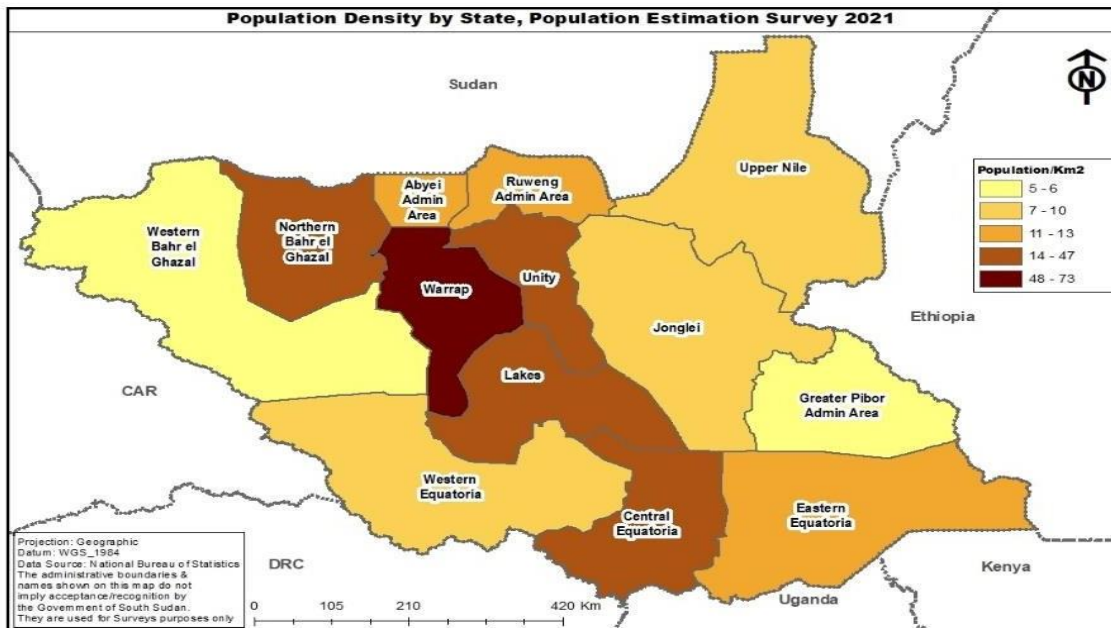 Population Density by State, Population Estimation Survey 2021
Sudan
N
Upper Nile
Population/Km2
5 - 6
7 - 10
11 - 13
14 - 47
48 - 73
Abyei
Admin
Area
Ruweng
Admin Area
Western
Bahr el
Ghazal
Northern
Bahr el
Ghazal
Warrap
Unity
Jonglei
Ethiopia
CAR
Lakes
Greater Pibor
Admin Area
Western
Equatoria
Central
Equatoria
Eastern
Equatoria
Projection: Geographic
Datum: WGS_1984
Data Source: National Bureau of Statistics
The administrative boundaries &
names shown on this map do not
imply acceptance/recognition by
the Government of South Sudan.
They are used for Surveys purposes only
DRC
Kenya
Uganda
0 105 210 420 Km